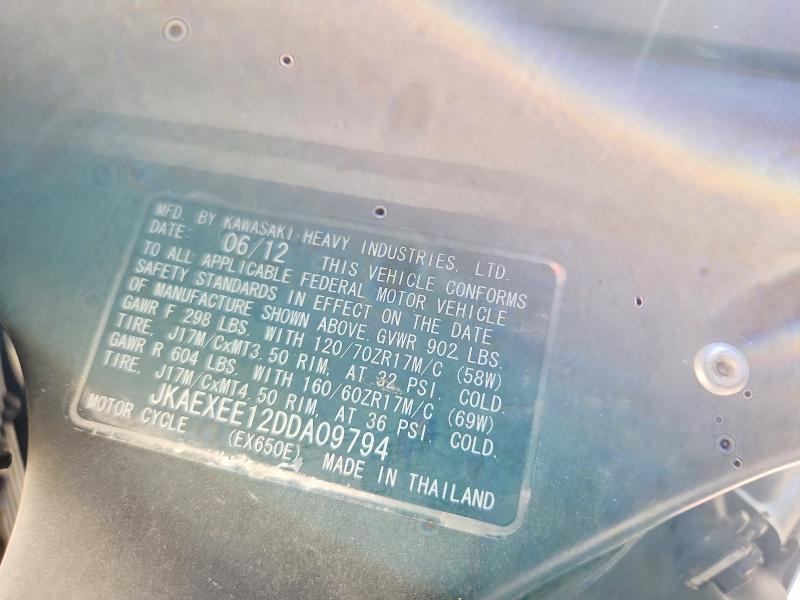 MFD. BY KAWASAKI HEAVY INDUSTRIES, LTD.
DATE: 06/12 THIS VEHICLE CONFORMS
TO ALL APPLICABLE FEDERAL MOTOR VEHICLE
SAFETY STANDARDS IN EFFECT ON THE DATE
OF MANUFACTURE SHOWN ABOVE. GVWR 902 LBS.
GAWR F 298 LBS. WITH 120/70ZR17M/C (58W)
TIRE, J17M/CxMT3.50 RIM, AT 32 PSI. COLD.
GAWR R 604 LBS. WITH 160/60ZR17M/C (69W)
TIRE, J17M/CxMT4.50 RIM, AT 36 PSI. COLD.
JKAEXEE12DDA09794
MOTOR CYCLE (EX650E) MADE IN THAILAND